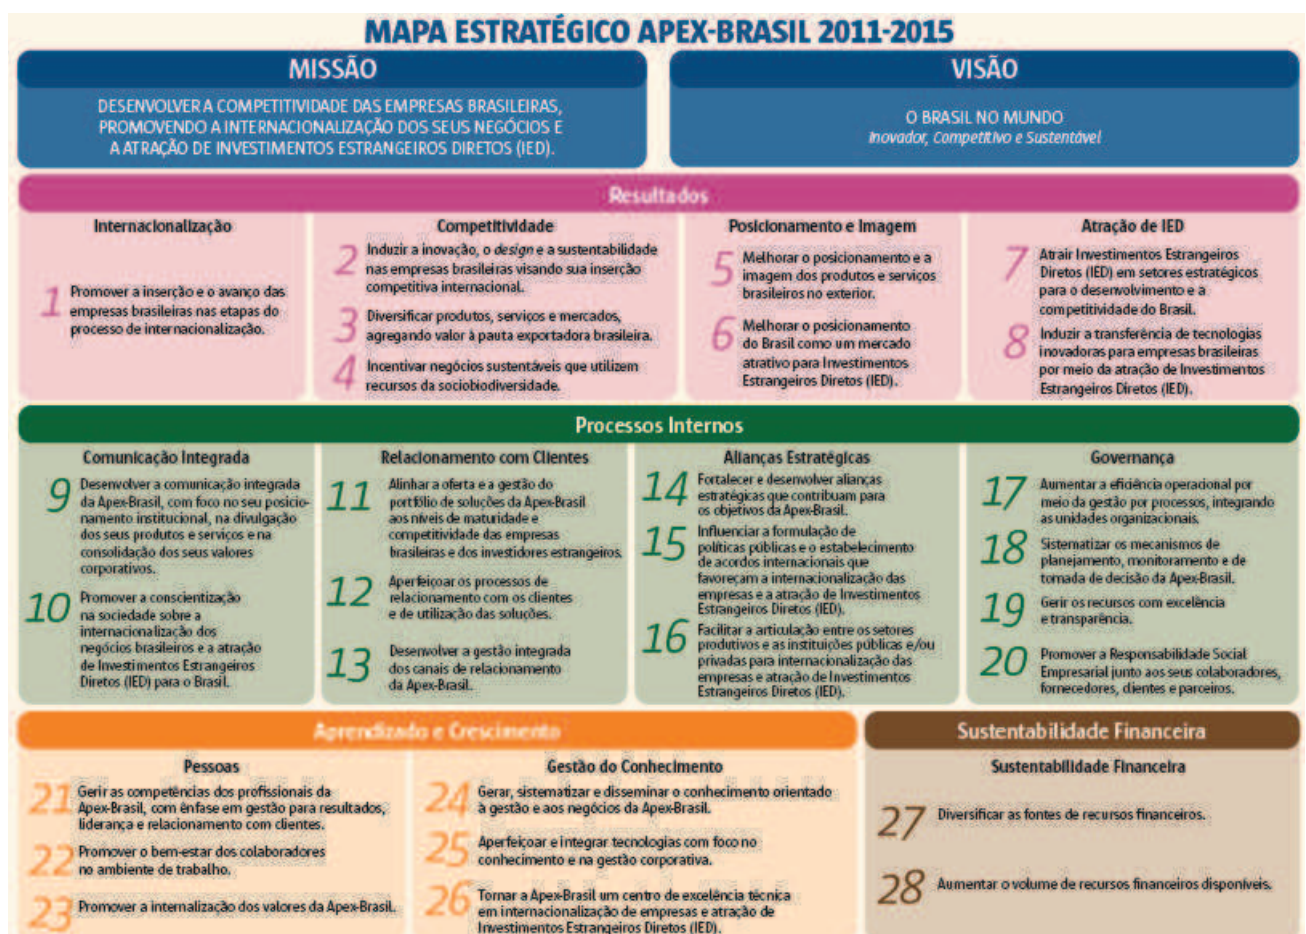 MAPA ESTRATÉGICO APEX-BRASIL 2011-2015
MISSÃO
DESENVOLVER A COMPETITIVIDADE DAS EMPRESAS BRASILEIRAS,
PROMOVENDO A INTERNACIONALIZAÇÃO DOS SEUS NEGÓCIOS E
A ATRAÇÃO DE INVESTIMENTOS ESTRANGEIROS DIRETOS (IED).
VISÃO
O BRASIL NO MUNDO
Inovador, Competitivo e Sustentável
Resultados
Internacionalização
1 Promover a inserção e o avanço das
empresas brasileiras nas etapas do
processo de internacionalização.
Competitividade
2 Induzir a inovação, o design e a sustentabilidade
nas empresas brasileiras visando sua inserção
competitiva internacional.
3 Diversificar produtos, serviços e mercados,
agregando valor à pauta exportadora brasileira.
4 Incentivar negócios sustentáveis que utilizem
recursos da sociobiodiversidade.
Posicionamento e Imagem
5 Melhorar o posicionamento e a
imagem dos produtos e serviços
brasileiros no exterior.
6 Melhorar o posicionamento
do Brasil como um mercado
atrativo para Investimentos
Estrangeiros Diretos (IED).
Atração de IED
7 Atrair Investimentos Estrangeiros
Diretos (IED) em setores estratégicos
para o desenvolvimento e a
competitividade do Brasil.
8 Induzir a transferência de tecnologias
inovadoras para empresas brasileiras
por meio da atração de Investimentos
Estrangeiros Diretos (IED).
Processos Internos
Comunicação Integrada
9 Desenvolver a comunicação integrada
da Apex-Brasil, com foco no seu posicio-
namento institucional, na divulgação
dos seus produtos e serviços e na
consolidação dos seus valores
corporativos.
10 Promover a conscientização
na sociedade sobre a
internacionalização dos
negócios brasileiros e a atração
de Investimentos Estrangeiros
Diretos (IED) para o Brasil.
Relacionamento com Clientes
11 Alinhar a oferta e a gestão do
portfólio de soluções da Apex-Brasil
aos níveis de maturidade e
competitividade das empresas
brasileiras e dos investidores estrangeiros.
12 Aperfeiçoar os processos de
relacionamento com os clientes
e de utilização das soluções.
13 Desenvolver a gestão integrada
dos canais de relacionamento
da Apex-Brasil.
Alianças Estratégicas
14 Fortalecer e desenvolver alianças
estratégicas que contribuam para
os objetivos da Apex-Brasil.
15 Influenciar a formulação de
políticas públicas e o estabelecimento
de acordos internacionais que
favoreçam a internacionalização das
empresas e a atração de Investimentos
Estrangeiros Diretos (IED).
16 Facilitar a articulação entre os setores
produtivos e as instituições públicas e/ou
privadas para internacionalização das
empresas e atração de Investimentos
Estrangeiros Diretos (IED).
Governança
17 Aumentar a eficiência operacional por
meio da gestão por processos, integrando
as unidades organizacionais.
18 Sistematizar os mecanismos de
planejamento, monitoramento e de
tomada de decisão da Apex-Brasil.
19 Gerir os recursos com excelência
e transparência.
20 Promover a Responsabilidade Social
Empresarial junto aos seus colaboradores,
fornecedores, clientes e parceiros.
Aprendizado e Crescimento
Pessoas
21 Gerir as competências dos profissionais da
Apex-Brasil, com ênfase em gestão para resultados,
liderança e relacionamento com clientes.
22 Promover o bem-estar dos colaboradores
no ambiente de trabalho.
23 Promover a internalização dos valores da Apex-Brasil.
Gestão do Conhecimento
24 Gerar, sistematizar e disseminar o conhecimento orientado
à gestão e aos negócios da Apex-Brasil.
25 Aperfeiçoar e integrar tecnologias com foco no
conhecimento e na gestão corporativa.
26 Tornar a Apex-Brasil um centro de excelência técnica
em internacionalização de empresas e atração de
Investimentos Estrangeiros Diretos (IED).
Sustentabilidade Financeira
Sustentabilidade Financeira
27 Diversificar as fontes de recursos financeiros.
28 Aumentar o volume de recursos financeiros disponíveis.